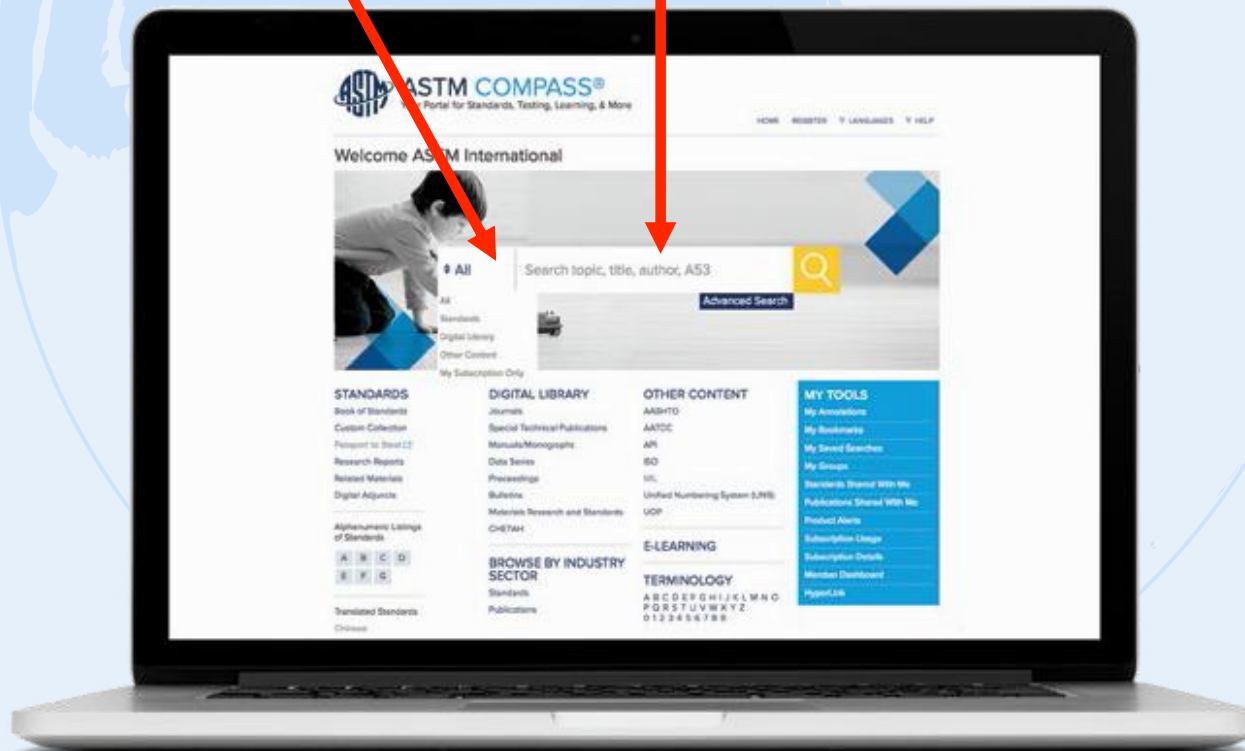 ASTM
ASTM COMPASS®
Your Portal for Standards, Testing, Learning, & More
HOME REGISTER LANGUAGES HELP
Welcome ASTM International
All Search topic, title, author, A53
Advanced Search
All
Standards
Digital Library
Other Content
My Subscription Only
STANDARDS
Book of Standards
Custom Collection
Passport to Steel
Research Reports
Related Materials
Digital Adjuncts
Alphanumeric Listings
of Standards
A B C D
E F G
Translated Standards
Chinese
DIGITAL LIBRARY
Journals
Special Technical Publications
Manuals/Monographs
Data Series
Proceedings
Bulletins
Materials Research and Standards
CHETAH
BROWSE BY INDUSTRY
SECTOR
Standards
Publications
OTHER CONTENT
AASHTO
AATCC
API
ISO
UL
Unified Numbering System (UNS)
UOP
E-LEARNING
TERMINOLOGY
A B C D E F G H I J K L M N O
P Q R S T U V W X Y Z
0 1 2 3 4 5 6 7 8 9
MY TOOLS
My Annotations
My Bookmarks
My Saved Searches
My Groups
Standards Shared With Me
Publications Shared With Me
Product Alerts
Subscription Usage
Subscription Details
Member Dashboard
HyperLink